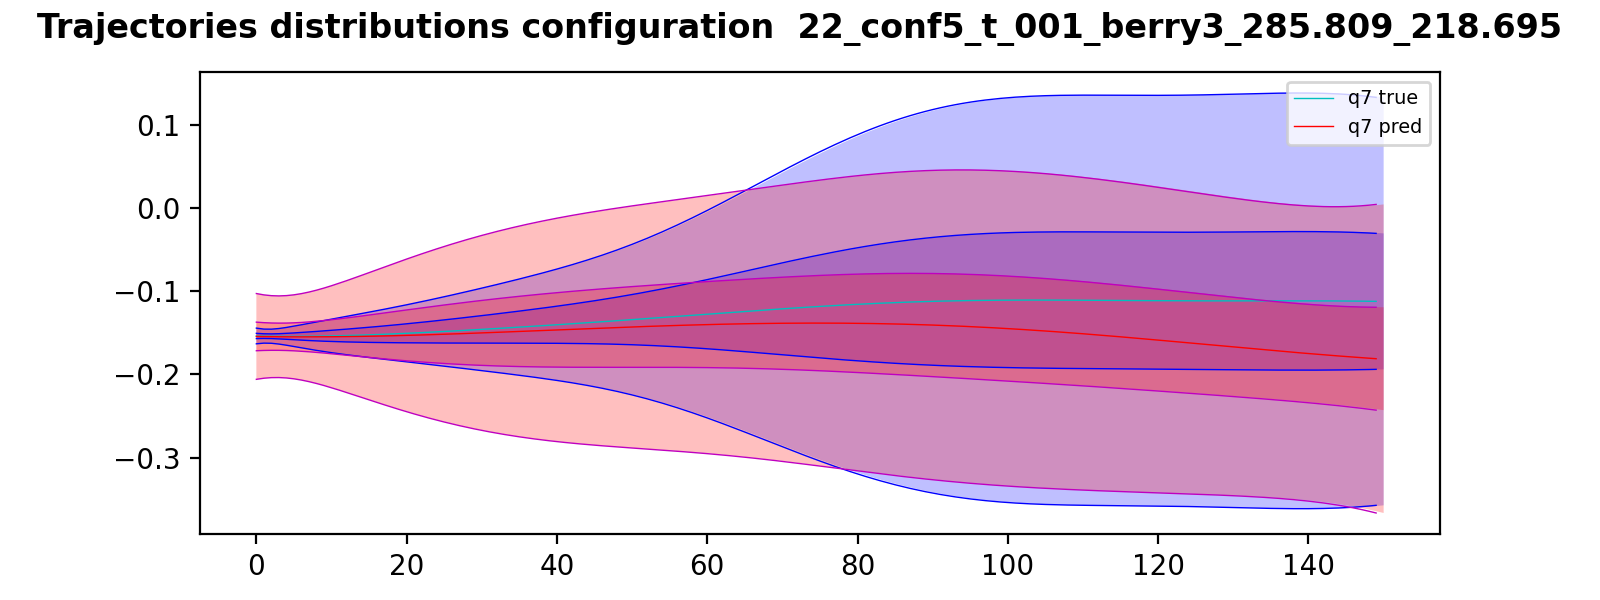 Trajectories distributions configuration  22_conf5_t_001_berry3_285.809_218.695
q7 true
q7 pred
0.1
0.0
−0.1
−0.2
−0.3
0 20 40 60 80 100 120 140